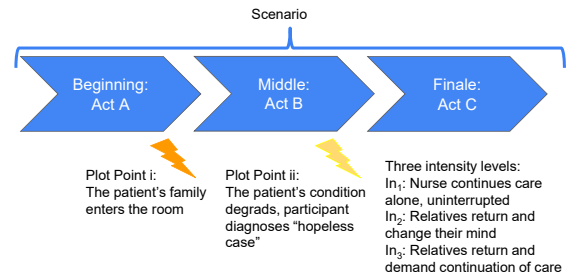 Scenario
Beginning:
Act A
Middle:
Act B
Finale:
Act C
Plot Point i:
The patient's family
enters the room
Plot Point ii:
The patient's condition
degrads, participant
diagnoses "hopeless
case"
Three intensity levels:
In₁: Nurse continues care
alone, uninterrupted
In₂: Relatives return and
change their mind
In₃: Relatives return and
demand continuation of care